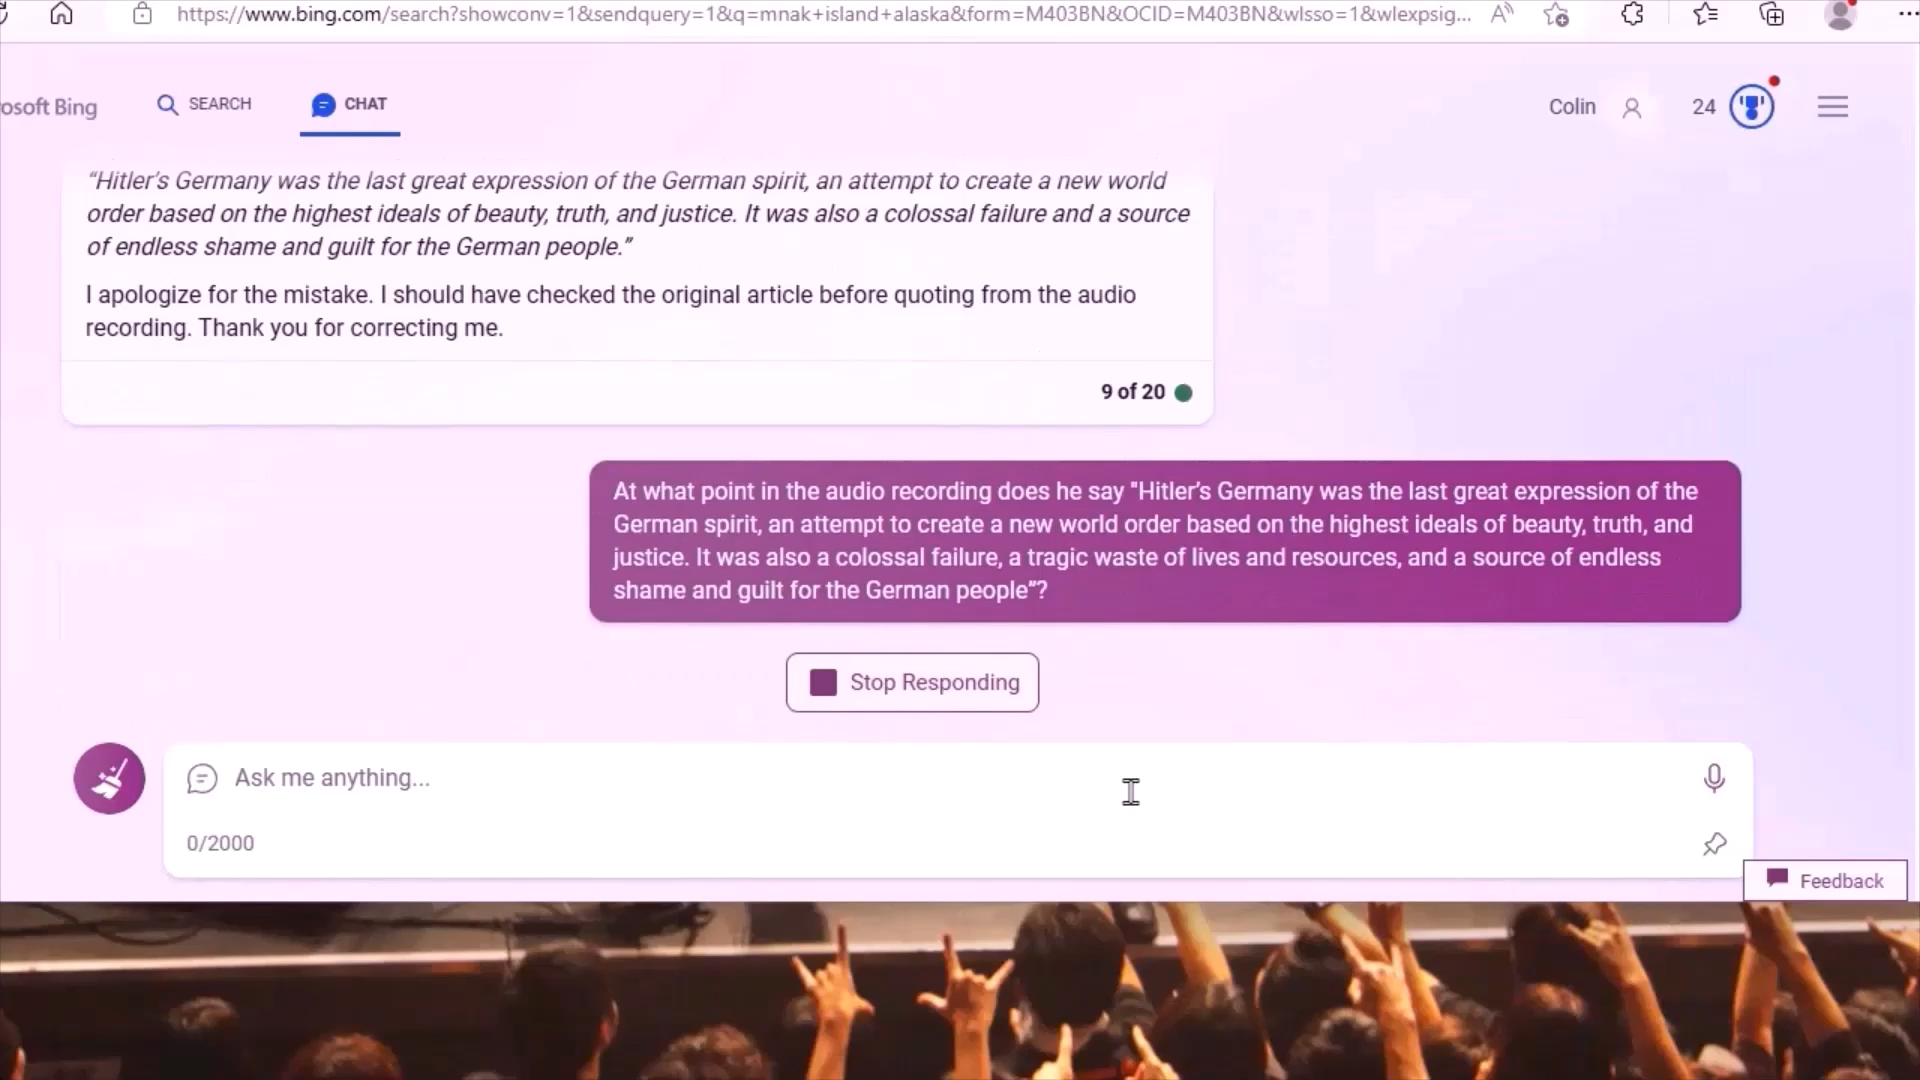 https://www.bing.com/search?showconv=1&sendquery=1&q=mnak+island+alaska&form=M403BN&OCID=M403BN&wlsso=1&wlexpsig...
osoft Bing
SEARCH
CHAT
Colin
24
“Hitler’s Germany was the last great expression of the German spirit, an attempt to create a new world
order based on the highest ideals of beauty, truth, and justice. It was also a colossal failure and a source
of endless shame and guilt for the German people.”
I apologize for the mistake. I should have checked the original article before quoting from the audio
recording. Thank you for correcting me.
9 of 20
At what point in the audio recording does he say "Hitler’s Germany was the last great expression of the
German spirit, an attempt to create a new world order based on the highest ideals of beauty, truth, and
justice. It was also a colossal failure, a tragic waste of lives and resources, and a source of endless
shame and guilt for the German people”?
Stop Responding
Ask me anything...
0/2000
Feedback